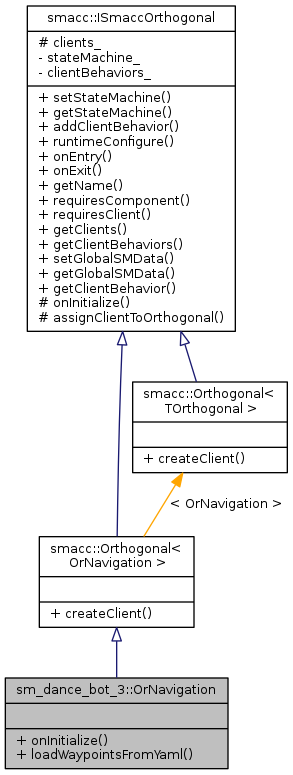 smacc::ISmaccOrthogonal
# clients_
- stateMachine_
- clientBehaviors_
+ setStateMachine()
+ getStateMachine()
+ addClientBehavior()
+ runtimeConfigure()
+ onEntry()
+ onExit()
+ getName()
+ requiresComponent()
+ requiresClient()
+ getClients()
+ getClientBehaviors()
+ setGlobalSMData()
+ getGlobalSMData()
+ getClientBehavior()
# onInitialize()
# assignClientToOrthogonal()
smacc::Orthogonal<
TOrthogonal >
+ createClient()
< OrNavigation >
smacc::Orthogonal<
OrNavigation >
+ createClient()
sm_dance_bot_3::OrNavigation
+ onInitialize()
+ loadWaypointsFromYaml()